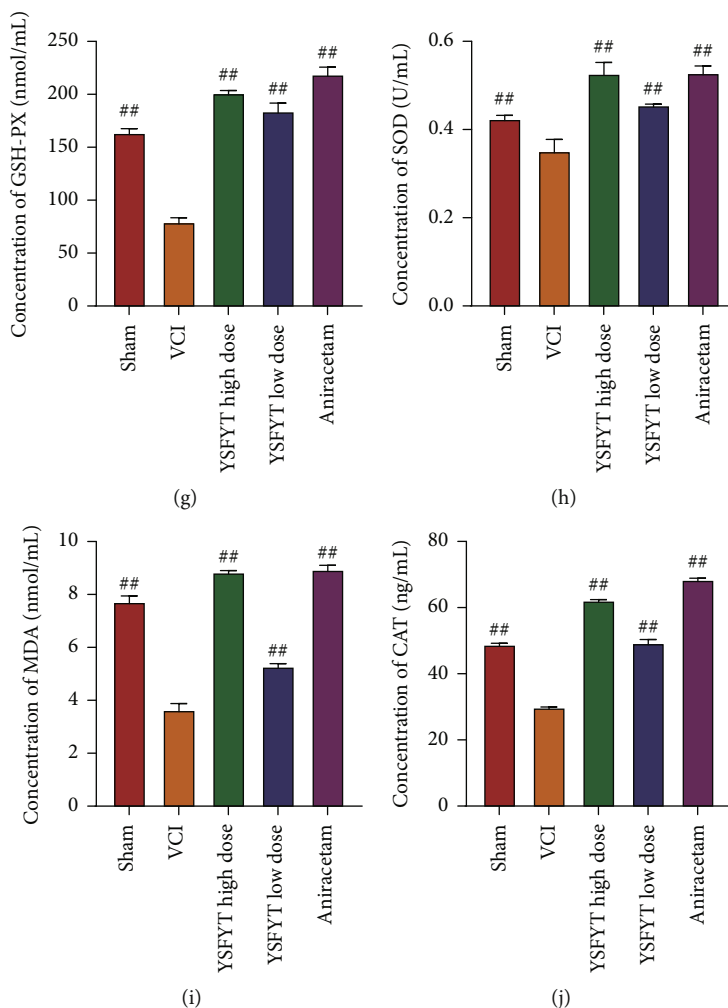 Concentration of GSH-PX (nmol/mL)
250
200
150
100
50
0
##
##
##
##
Sham
VCI
YSFYT high dose
YSFYT low dose
Aniracetam
(g)
Concentration of SOD (U/mL)
0.6
0.4
0.2
0.0
##
##
##
##
Sham
VCI
YSFYT high dose
YSFYT low dose
Aniracetam
(h)
Concentration of MDA (nmol/mL)
10
8
6
4
2
0
##
##
##
##
Sham
VCI
YSFYT high dose
YSFYT low dose
Aniracetam
(i)
Concentration of CAT (ng/mL)
80
60
40
20
0
##
##
##
##
Sham
VCI
YSFYT high dose
YSFYT low dose
Aniracetam
(j)